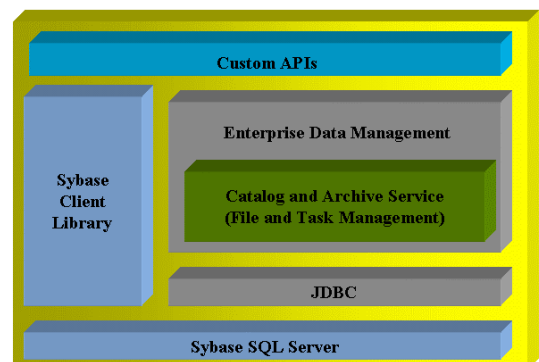 Custom APIs
Enterprise Data Management
Sybase
Client
Library
Catalog and Archive Service
(File and Task Management)
JDBC
Sybase SQL Server